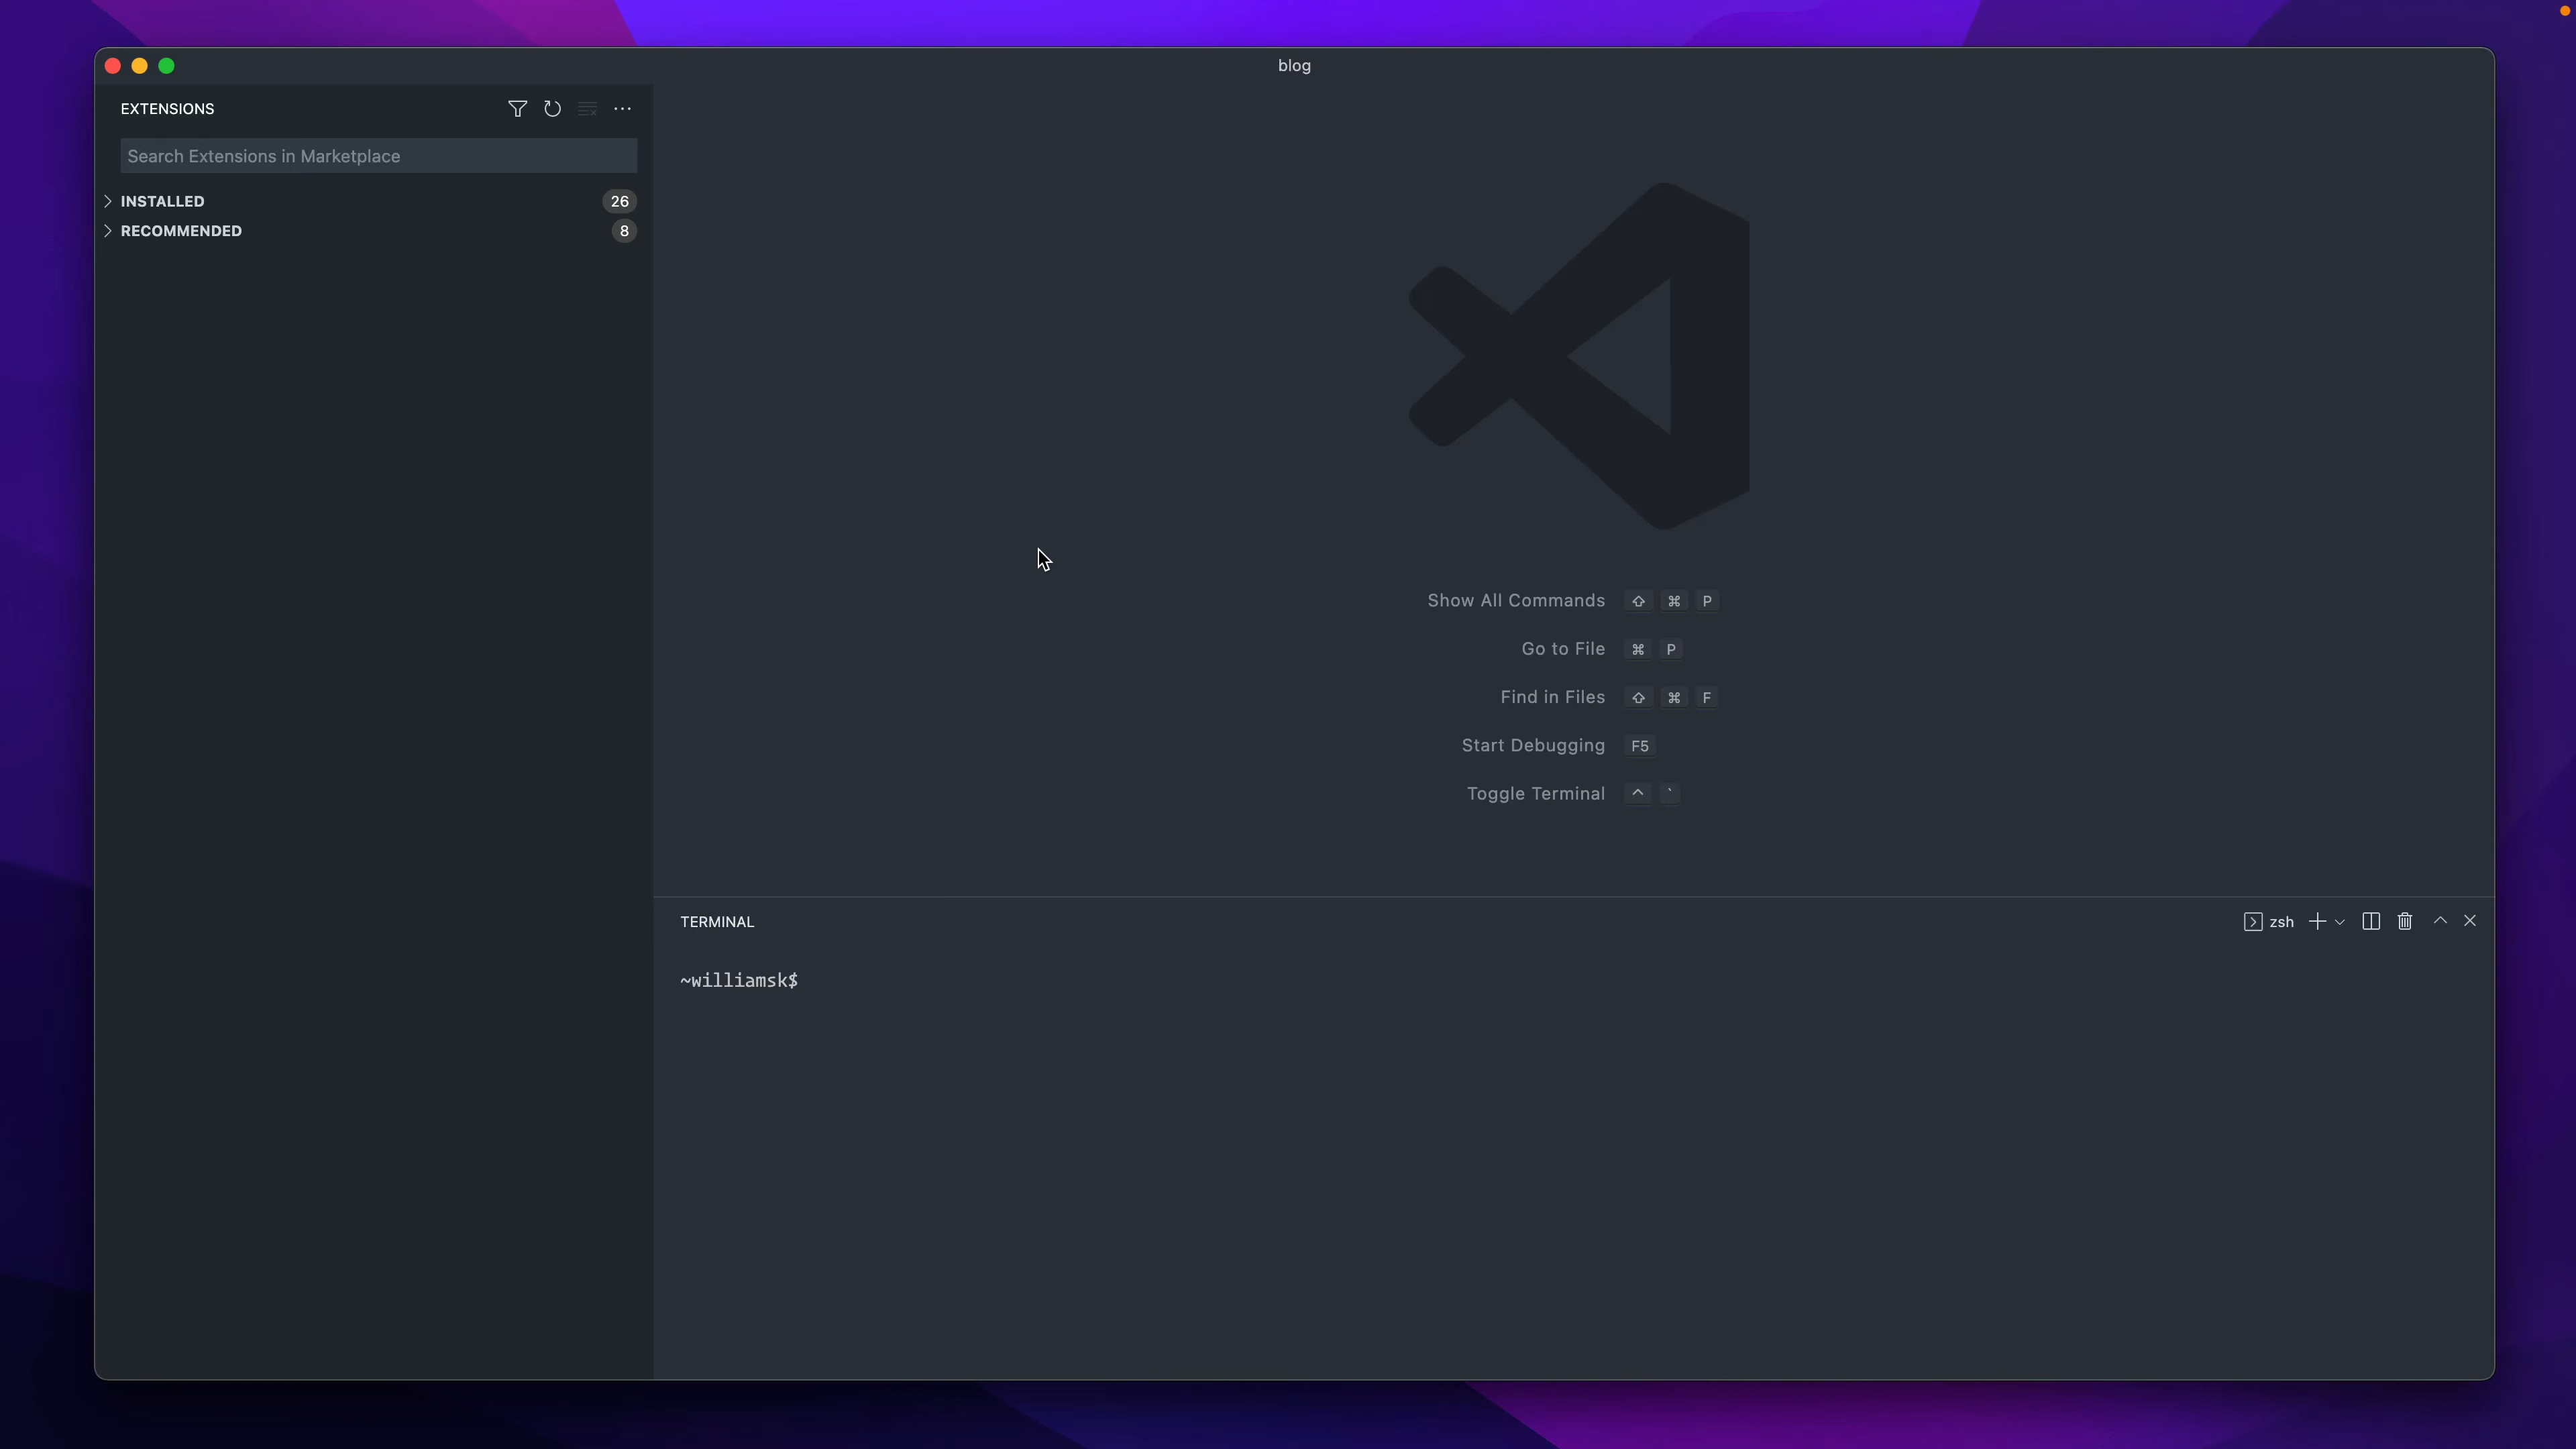 blog
EXTENSIONS
Search Extensions in Marketplace
INSTALLED 26
RECOMMENDED 8
Show All Commands ⇧ ⌘ P
Go to File ⌘ P
Find in Files ⇧ ⌘ F
Start Debugging F5
Toggle Terminal ^ `
TERMINAL
zsh
~williamsk$